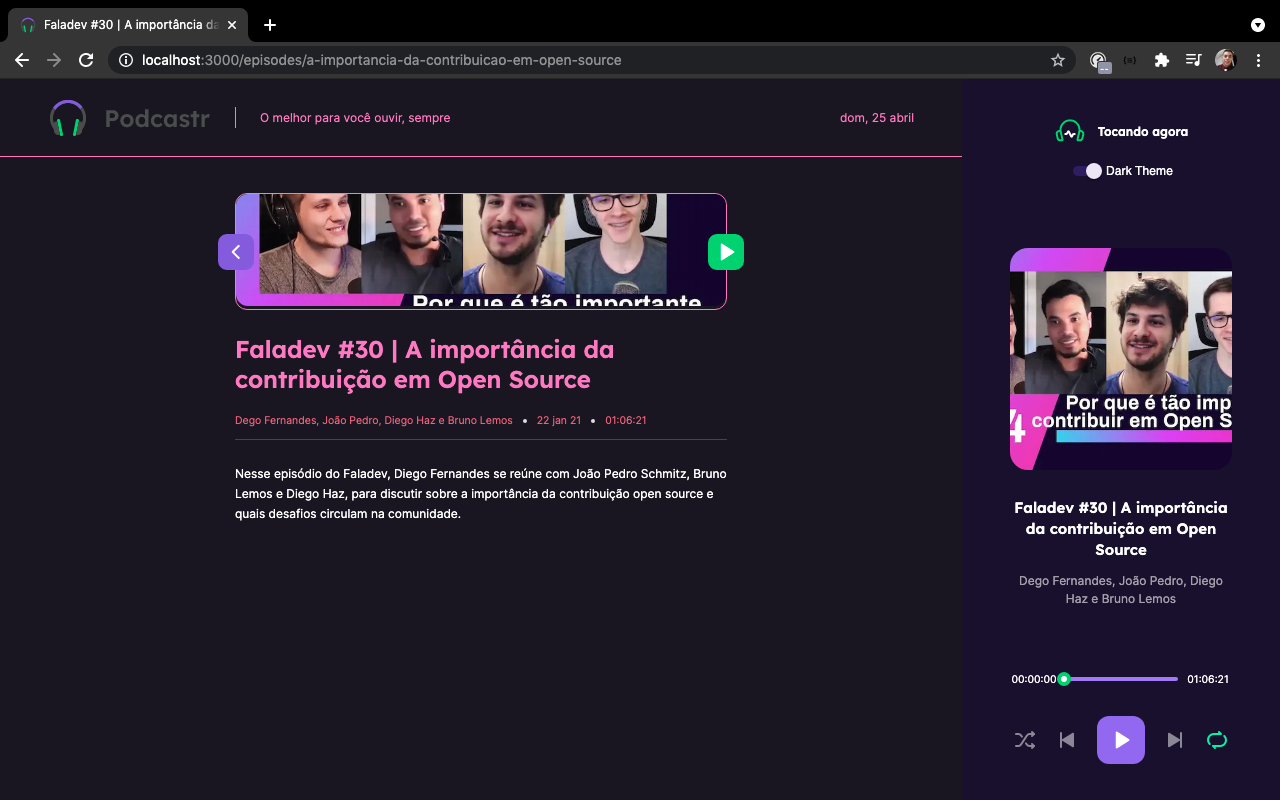 Faladev #30 | A importância da
localhost:3000/episodes/a-importancia-da-contribuicao-em-open-source
Podcastr
O melhor para você ouvir, sempre
dom, 25 abril
Por que é tão importante
Faladev #30 | A importância da
contribuição em Open Source
Dego Fernandes, João Pedro, Diego Haz e Bruno Lemos • 22 jan 21 • 01:06:21
Nesse episódio do Faladev, Diego Fernandes se reúne com João Pedro Schmitz, Bruno
Lemos e Diego Haz, para discutir sobre a importância da contribuição open source e
quais desafios circulam na comunidade.
Tocando agora
Dark Theme
Por que é tão imp
4 contribuir em Open S
Faladev #30 | A importância
da contribuição em Open
Source
Dego Fernandes, João Pedro, Diego
Haz e Bruno Lemos
00:00:00
01:06:21